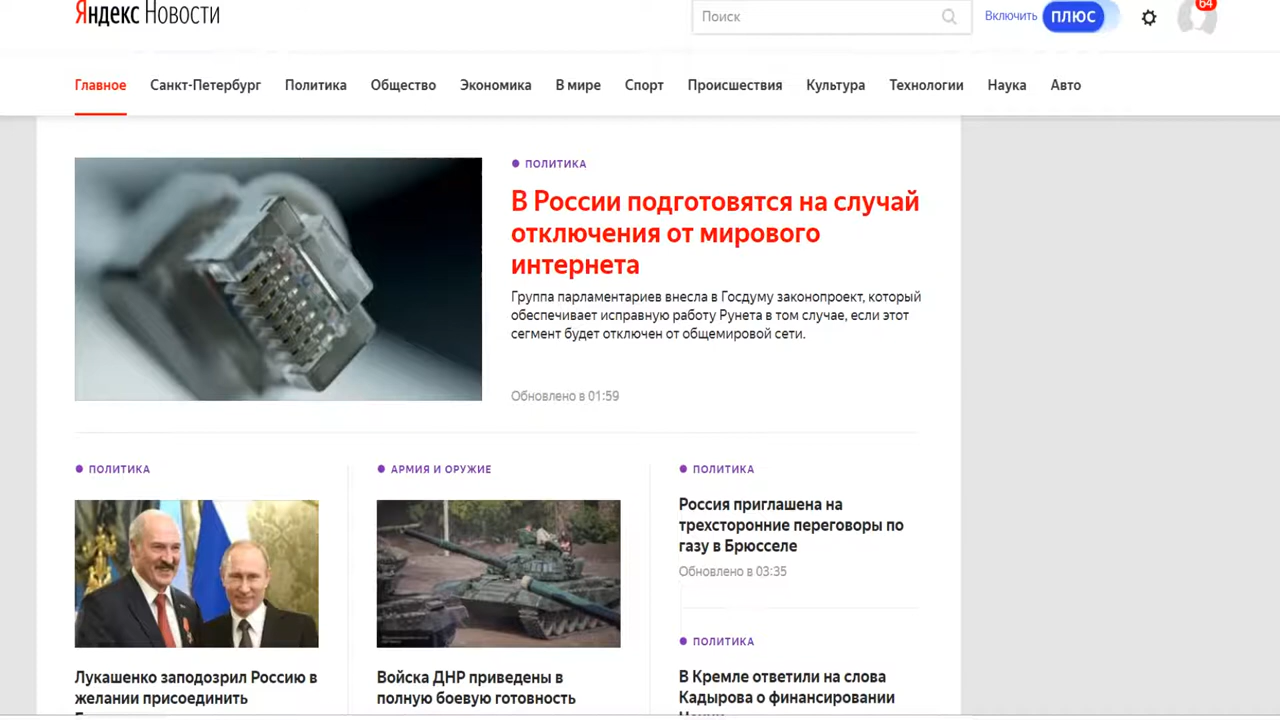 Яндекс Новости
Поиск
Включить ПЛЮС
64
Главное Санкт-Петербург Политика Общество Экономика В мире Спорт Происшествия Культура Технологии Наука Авто
ПОЛИТИКА
В России подготовятся на случай
отключения от мирового
интернета
Группа парламентариев внесла в Госдуму законопроект, который
обеспечивает исправную работу Рунета в том случае, если этот
сегмент будет отключен от общемировой сети.
Обновлено в 01:59
ПОЛИТИКА
Лукашенко заподозрил Россию в
желании присоединить
АРМИЯ И ОРУЖИЕ
Войска ДНР приведены в
полную боевую готовность
ПОЛИТИКА
Россия приглашена на
трехсторонние переговоры по
газу в Брюсселе
Обновлено в 03:35
ПОЛИТИКА
В Кремле ответили на слова
Кадырова о финансировании